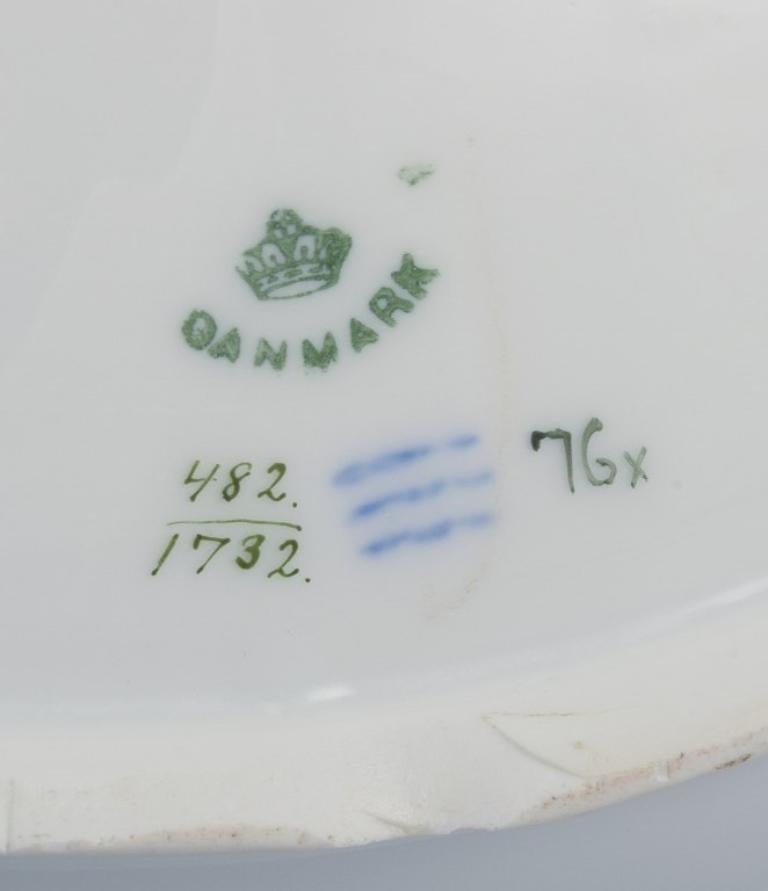 DANMARK
482.
1732.
76x